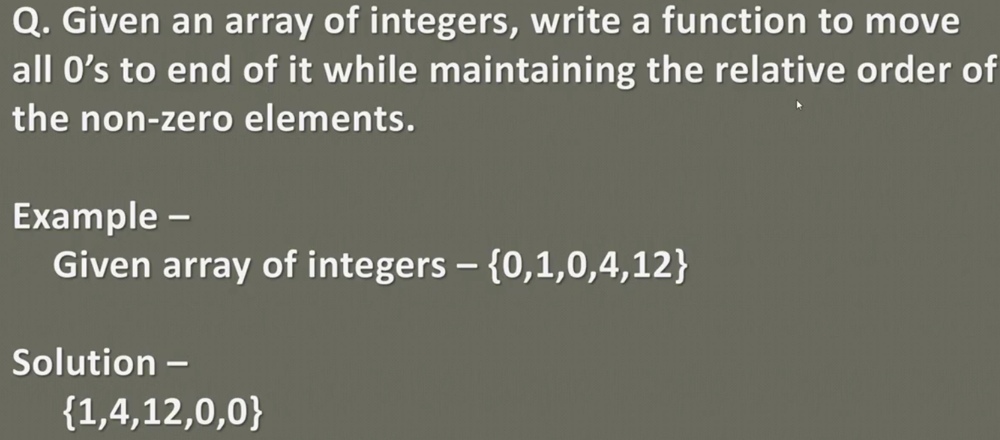 Q. Given an array of integers, write a function to move
all 0’s to end of it while maintaining the relative order of
the non-zero elements.
Example –
Given array of integers – {0,1,0,4,12}
Solution –
{1,4,12,0,0}